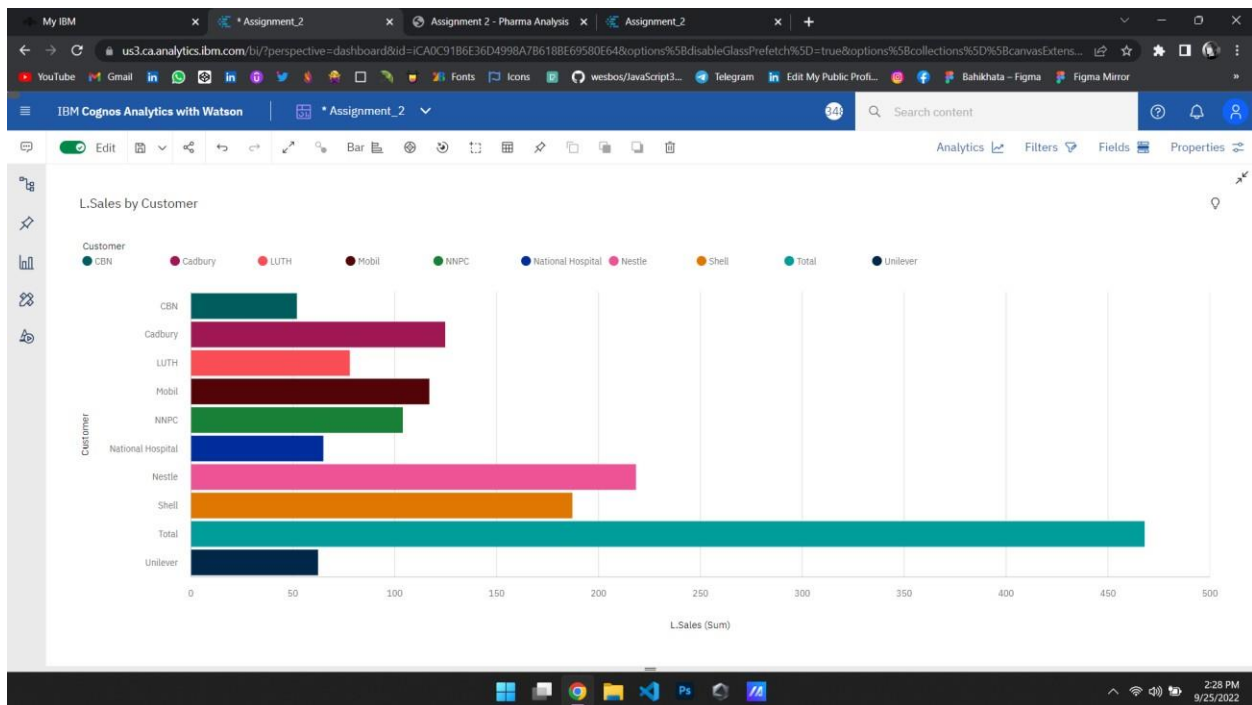 My IBM
* Assignment_2
Assignment 2 - Pharma Analysis
Assignment_2
us3.ca.analytics.ibm.com/bi/?perspective=dashboard&id=iCA0C91B6E36D4998A7B618BE69580E64&options%5BdisableGlassPrefetch%5D=true&options%5Bcollections%5D%5BcanvasExtens...
YouTube Gmail Fonts Icons wesbos/JavaScript3... Telegram Edit My Public Profi... Bahikhata – Figma Figma Mirror »
IBM Cognos Analytics with Watson * Assignment_2 Search content
Edit Bar Analytics Filters Fields Properties
L.Sales by Customer
Customer
CBN Cadbury LUTH Mobil NNPC National Hospital Nestle Shell Total Unilever
CBN
Cadbury
LUTH
Mobil
NNPC
National Hospital
Nestle
Shell
Total
Unilever
Customer
0 50 100 150 200 250 300 350 400 450 500
L.Sales (Sum)
Ps
2:28 PM
9/25/2022